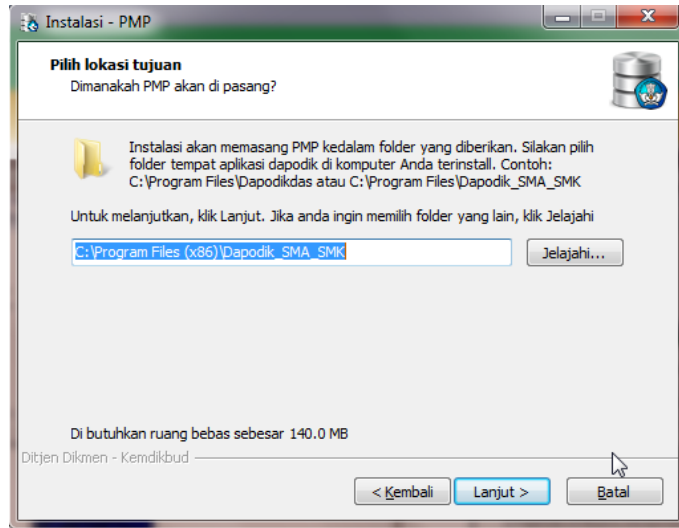 Instalasi - PMP
Pilih lokasi tujuan
Dimanakah PMP akan di pasang?
Instalasi akan memasang PMP kedalam folder yang diberikan. Silakan pilih
folder tempat aplikasi dapodik di komputer Anda terinstall. Contoh:
C:\Program Files\Dapodikdas atau C:\Program Files\Dapodik_SMA_SMK
Untuk melanjutkan, klik Lanjut. Jika anda ingin memilih folder yang lain, klik Jelajahi
C:\Program Files (x86)\Dapodik_SMA_SMK
Jelajahi...
Di butuhkan ruang bebas sebesar 140.0 MB
Ditjen Dikmen - Kemdikbud
< Kembali
Lanjut >
Batal